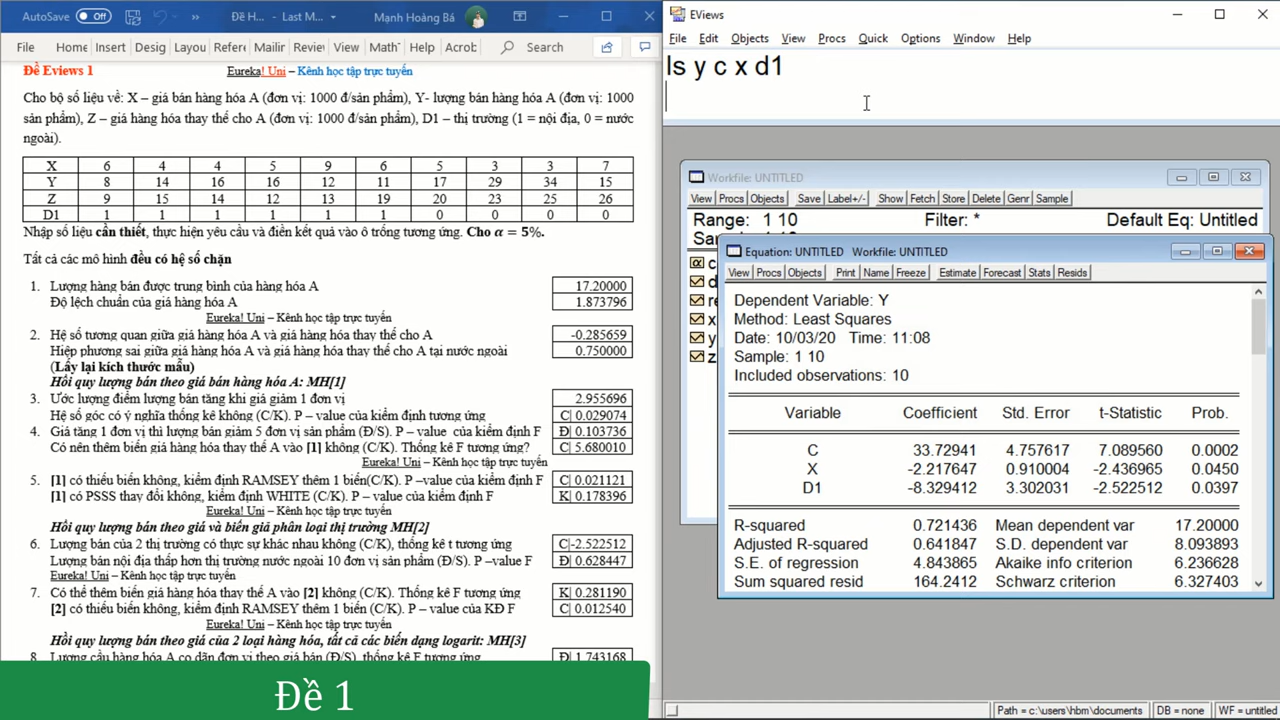 AutoSave Off
Đề H... - Last M...
Mạnh Hoàng Bá
File Home Insert Desig Layou Refer Mailir Reviev View Math Help Acrob Search
Đề Eviews 1 Eureka! Uni – Kênh học tập trực tuyến
Cho bộ số liệu về: X – giá bán hàng hóa A (đơn vị: 1000 đ/sản phẩm), Y- lượng bán hàng hóa A (đơn vị: 1000
sản phẩm), Z – giá hàng hóa thay thế cho A (đơn vị: 1000 đ/sản phẩm), D1 – thị trường (1 = nội địa, 0 = nước
ngoài).
X 6 4 4 5 9 6 5 3 3 7
Y 8 14 16 16 12 11 17 29 34 15
Z 9 15 14 12 13 19 20 23 25 26
D1 1 1 1 1 1 1 0 0 0 0
Nhập số liệu cần thiết, thực hiện yêu cầu và điền kết quả vào ô trống tương ứng. Cho α = 5%.
Tất cả các mô hình đều có hệ số chặn
1. Lượng hàng bán được trung bình của hàng hóa A 17.20000
Độ lệch chuẩn của giá hàng hóa A 1.873796
Eureka! Uni – Kênh học tập trực tuyến
2. Hệ số tương quan giữa giá hàng hóa A và giá hàng hóa thay thế cho A -0.285659
Hiệp phương sai giữa giá hàng hóa A và giá hàng hóa thay thế cho A tại nước ngoài 0.750000
(Lấy lại kích thước mẫu)
Hồi quy lượng bán theo giá bán hàng hóa A: MH[1]
3. Ước lượng điểm lượng bán tăng khi giá giảm 1 đơn vị 2.955696
Hệ số góc có ý nghĩa thống kê không (C/K). P – value của kiểm định tương ứng C| 0.029074
4. Giá tăng 1 đơn vị thì lượng bán giảm 5 đơn vị sản phẩm (Đ/S). P – value của kiểm định F Đ| 0.103736
Có nên thêm biến giá hàng hóa thay thế A vào [1] không (C/K). Thống kê F tương ứng? C| 5.680010
Eureka! Uni – Kênh học tập trực tuyến
5. [1] có thiếu biến không, kiểm định RAMSEY thêm 1 biến(C/K). P –value của kiểm định F C| 0.021121
[1] có PSSS thay đổi không, kiểm định WHITE (C/K). P – value của kiểm định F K| 0.178396
Eureka! Uni – Kênh học tập trực tuyến
Hồi quy lượng bán theo giá và biến giả phân loại thị trường MH[2]
6. Lượng bán của 2 thị trường có thực sự khác nhau không (C/K), thống kê t tương ứng C|-2.522512
Lượng bán nội địa thấp hơn thị trường nước ngoài 10 đơn vị sản phẩm (Đ/S). P –value F Đ| 0.628447
Eureka! Uni – Kênh học tập trực tuyến
7. Có thể thêm biến giá hàng hóa thay thế A vào [2] không (C/K). Thống kê F tương ứng K| 0.281190
[2] có thiếu biến không, kiểm định RAMSEY thêm 1 biến (C/K). P – value của KĐ F C| 0.012540
Eureka! Uni – Kênh học tập trực tuyến
Hồi quy lượng bán theo giá của 2 loại hàng hóa, tất cả các biến dạng logarit: MH[3]
8. Lượng cầu hàng hóa A co dãn đơn vị theo giá bán (Đ/S), thống kê F tương ứng Đ| 1.743168
Đề 1
EViews
File Edit Objects View Procs Quick Options Window Help
ls y c x d1
Workfile: UNTITLED
View Procs Objects Save Label+/- Show Fetch Store Delete Genr Sample
Range: 1 10 Filter: * Default Eq: Untitled
Equation: UNTITLED Workfile: UNTITLED
View Procs Objects Print Name Freeze Estimate Forecast Stats Resids
Dependent Variable: Y
Method: Least Squares
Date: 10/03/20 Time: 11:08
Sample: 1 10
Included observations: 10
Variable Coefficient Std. Error t-Statistic Prob.
C 33.72941 4.757617 7.089560 0.0002
X -2.217647 0.910004 -2.436965 0.0450
D1 -8.329412 3.302031 -2.522512 0.0397
R-squared 0.721436 Mean dependent var 17.20000
Adjusted R-squared 0.641847 S.D. dependent var 8.093893
S.E. of regression 4.843865 Akaike info criterion 6.236628
Sum squared resid 164.2412 Schwarz criterion 6.327403
Path = c:\users\hbm\documents DB = none WF = untitled